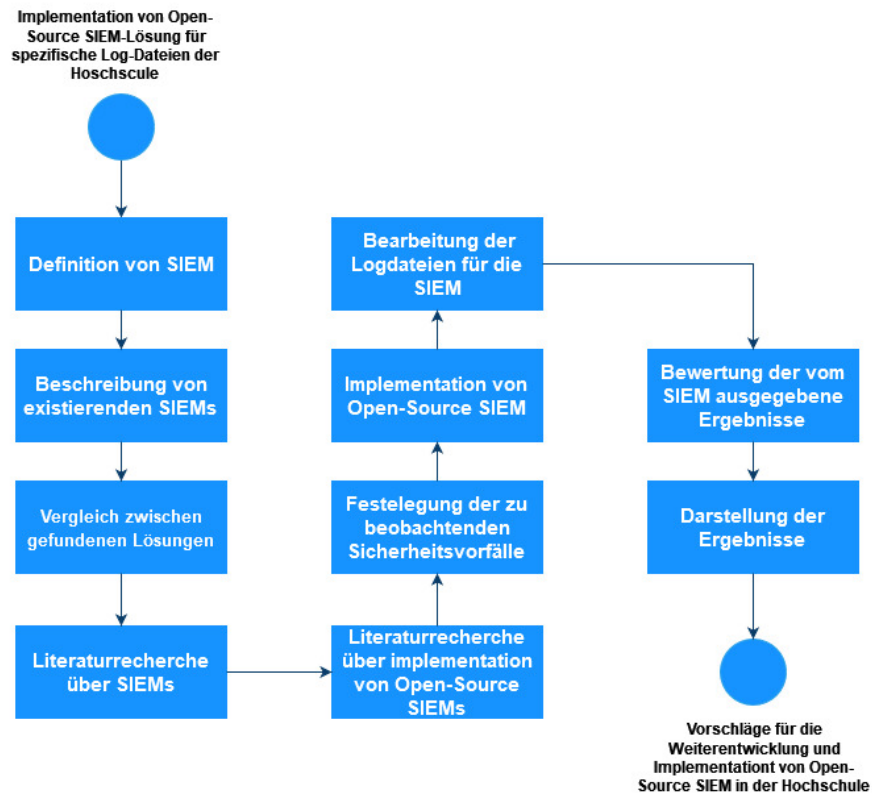 Implementation von Open-
Source SIEM-Lösung für
spezifische Log-Dateien der
Hoschscule
Definition von SIEM
Beschreibung von
existierenden SIEMs
Vergleich zwischen
gefundenen Lösungen
Literaturrecherche
über SIEMs
Literaturrecherche
über implementation
von Open-Source
SIEMs
Festelegung der zu
beobachtenden
Sicherheitsvorfälle
Implementation von
Open-Source SIEM
Bearbeitung der
Logdateien für die
SIEM
Bewertung der vom
SIEM ausgegebene
Ergebnisse
Darstellung der
Ergebnisse
Vorschläge für die
Weiterentwicklung und
Implementationt von Open-
Source SIEM in der Hochschule